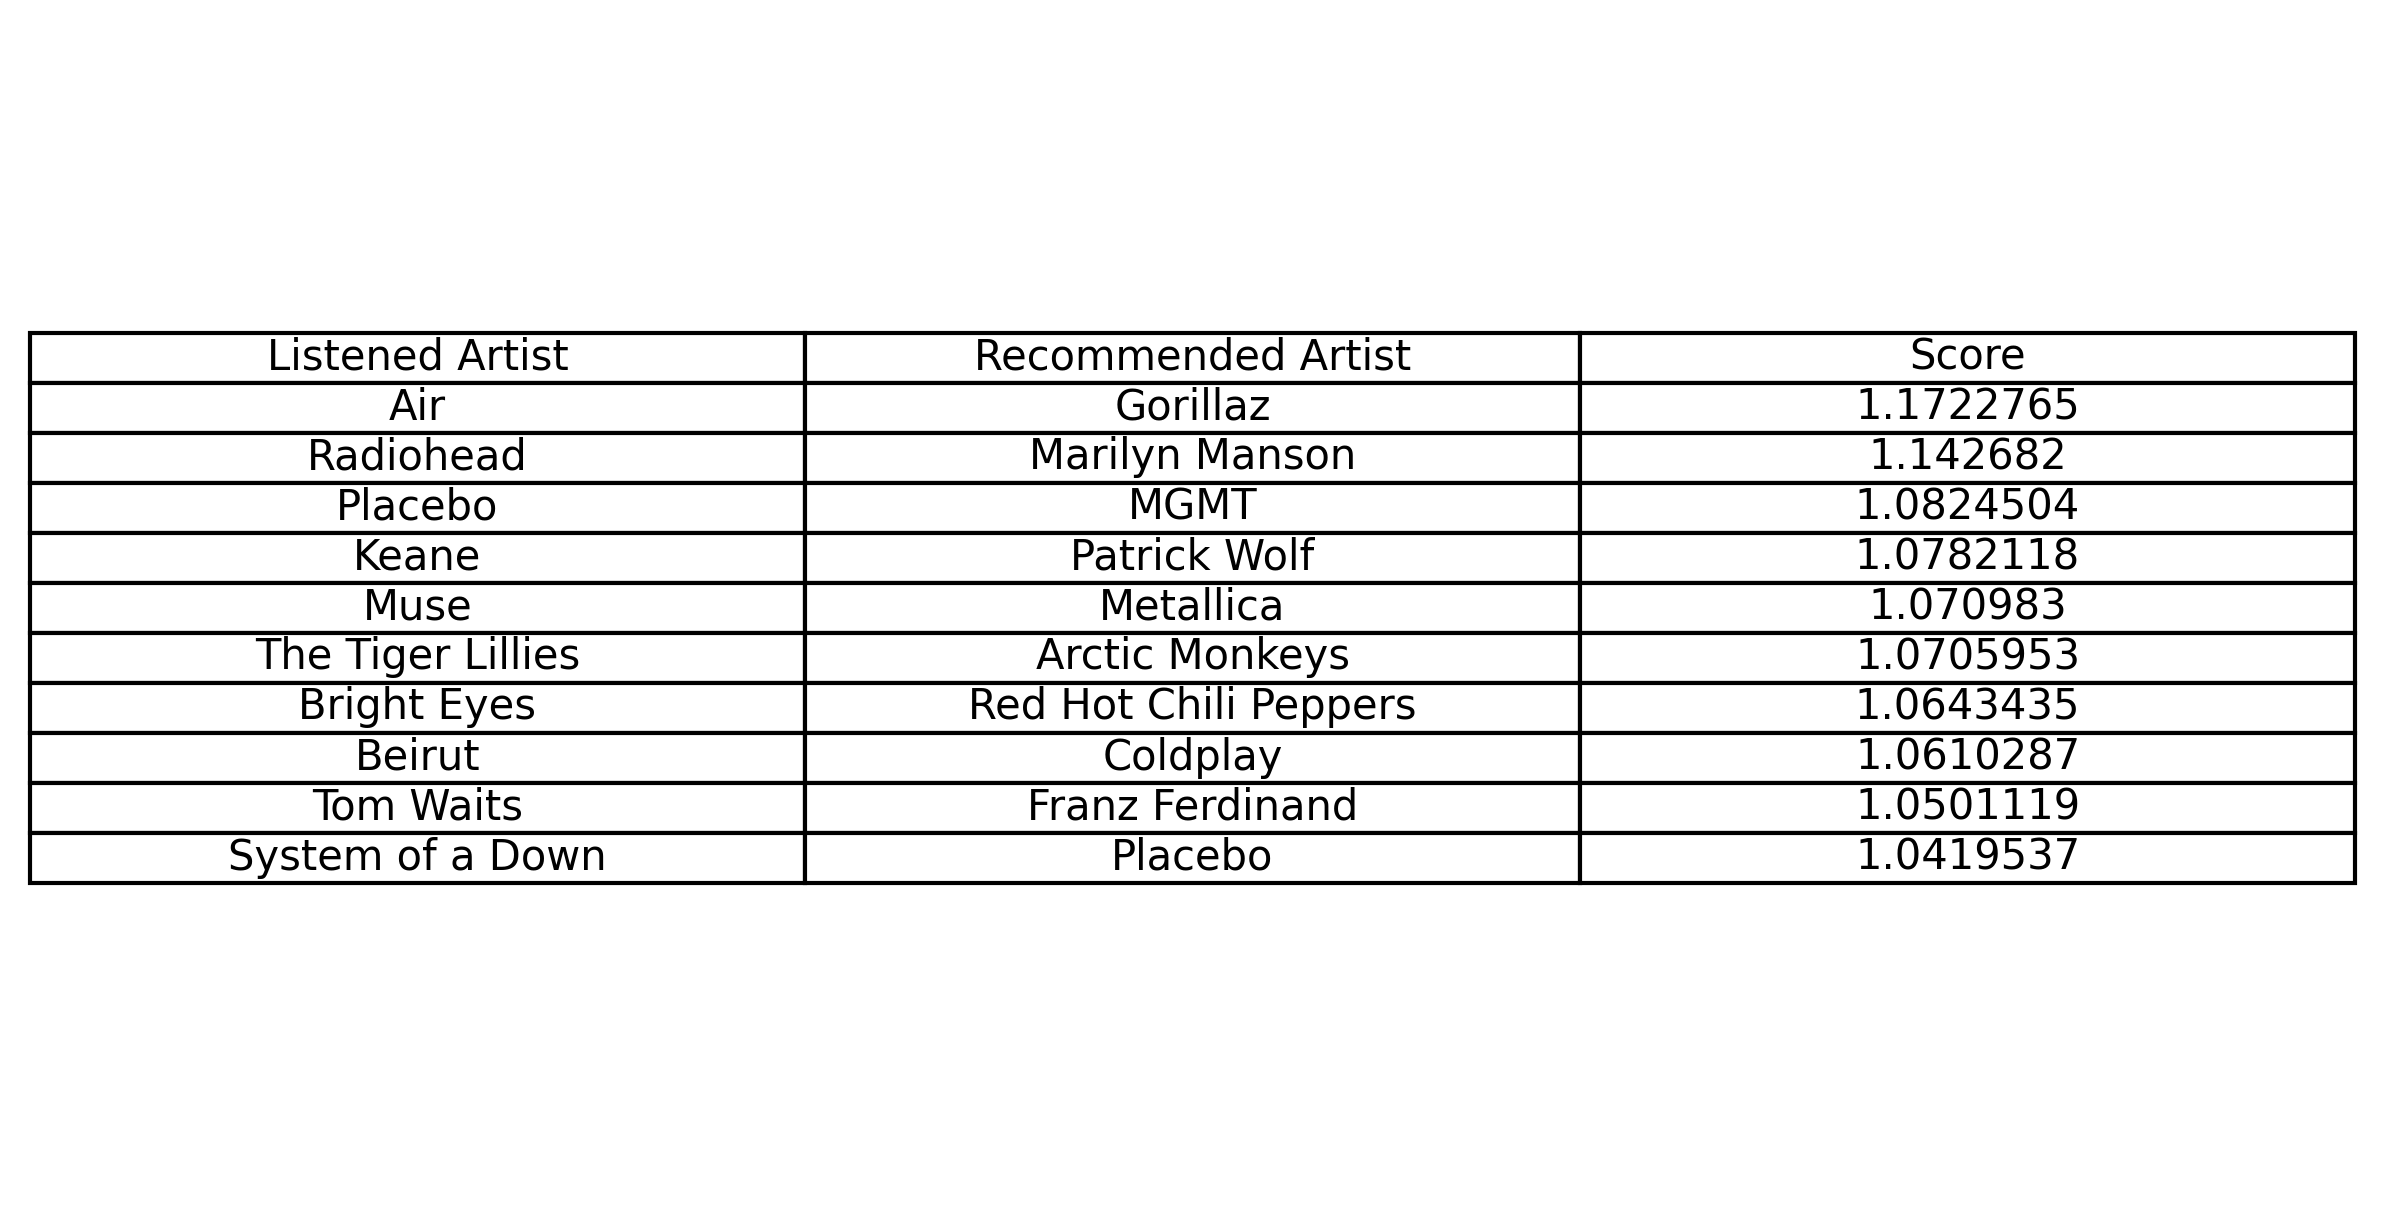 Listened Artist Recommended Artist Score
Air Gorillaz 1.1722765
Radiohead Marilyn Manson 1.142682
Placebo MGMT 1.0824504
Keane Patrick Wolf 1.0782118
Muse Metallica 1.070983
The Tiger Lillies Arctic Monkeys 1.0705953
Bright Eyes Red Hot Chili Peppers 1.0643435
Beirut Coldplay 1.0610287
Tom Waits Franz Ferdinand 1.0501119
System of a Down Placebo 1.0419537